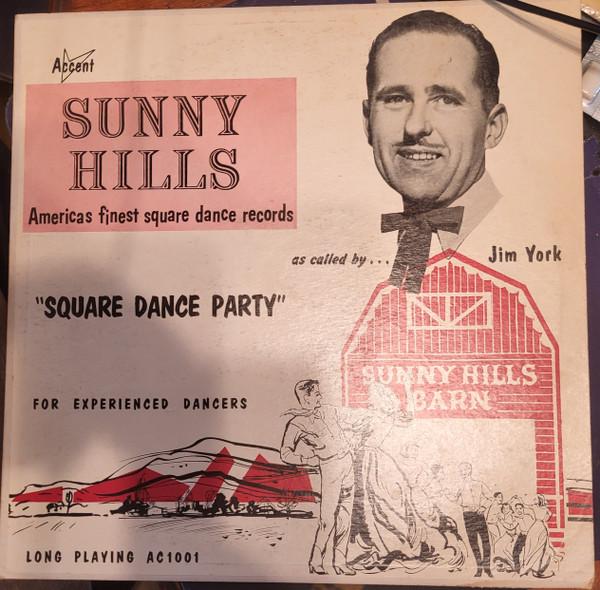 Accent
SUNNY
HILLS
Americas finest square dance records
as called by...
Jim York
"SQUARE DANCE PARTY"
SUNNY HILLS
BARN
FOR EXPERIENCED DANCERS
LONG PLAYING AC1001